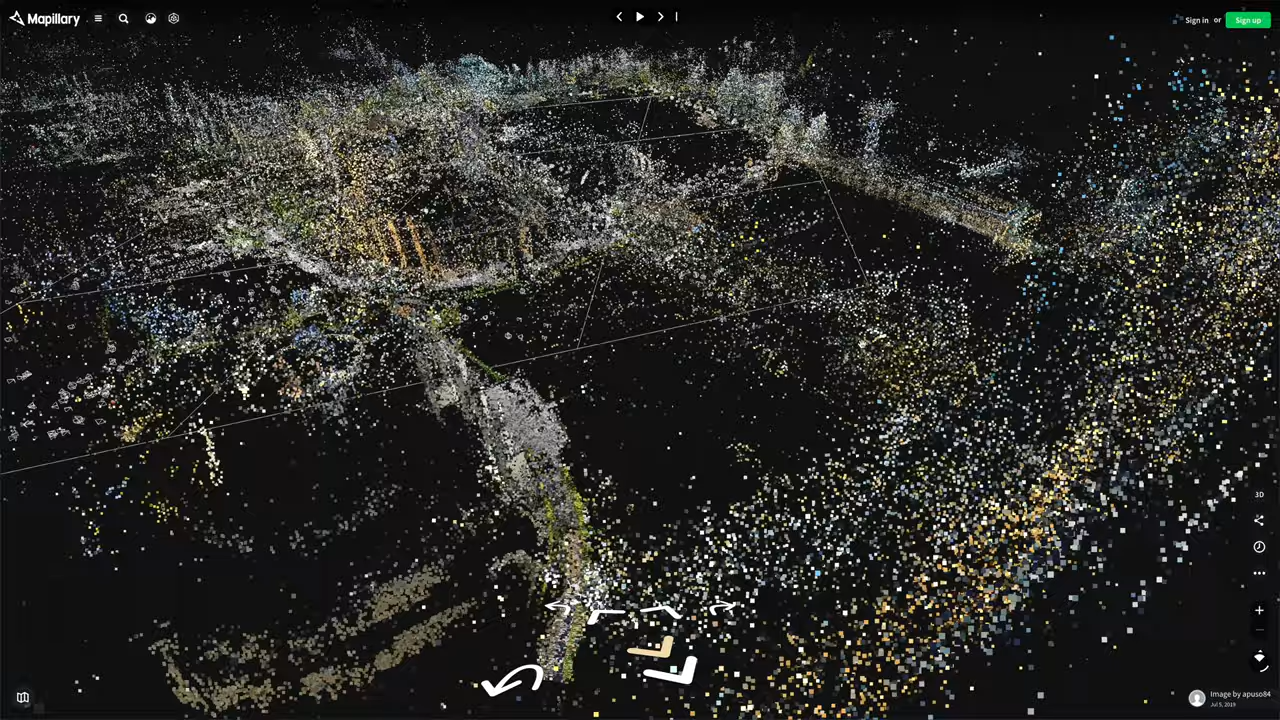 Mapillary
Sign in or Sign up
3D
Image by apuso84
Jul 5, 2019